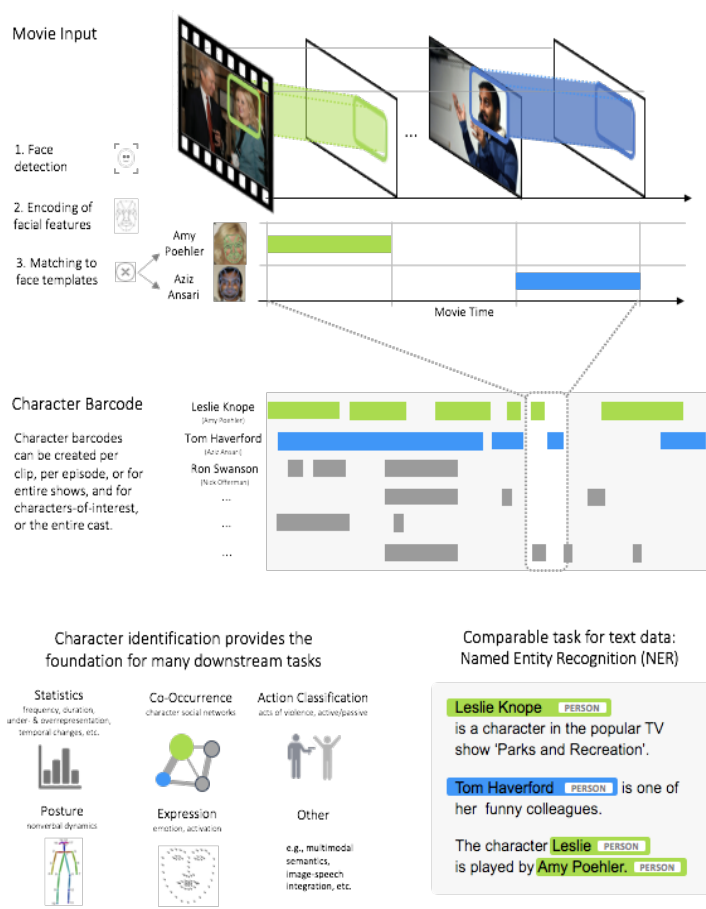 Movie Input
...
1. Face
detection
2. Encoding of
facial features
3. Matching to
face templates
Amy
Poehler
Aziz
Ansari
Movie Time
Character Barcode
Character barcodes
can be created per
clip, per episode, or for
entire shows, and for
characters-of-interest,
or the entire cast.
Leslie Knope
(Amy Poehler)
Tom Haverford
(Aziz Ansari)
Ron Swanson
(Nick Offerman)
...
...
...
Character identification provides the
foundation for many downstream tasks
Statistics
frequency, duration,
under- & overrepresentation,
temporal changes, etc.
Co-Occurrence
character social networks
Action Classification
acts of violence, active/passive
Posture
nonverbal dynamics
Expression
emotion, activation
Other
e.g., multimodal
semantics,
image-speech
integration, etc.
Comparable task for text data:
Named Entity Recognition (NER)
Leslie Knope PERSON
is a character in the popular TV
show 'Parks and Recreation'.
Tom Haverford PERSON is one of
her funny colleagues.
The character Leslie PERSON
is played by Amy Poehler. PERSON